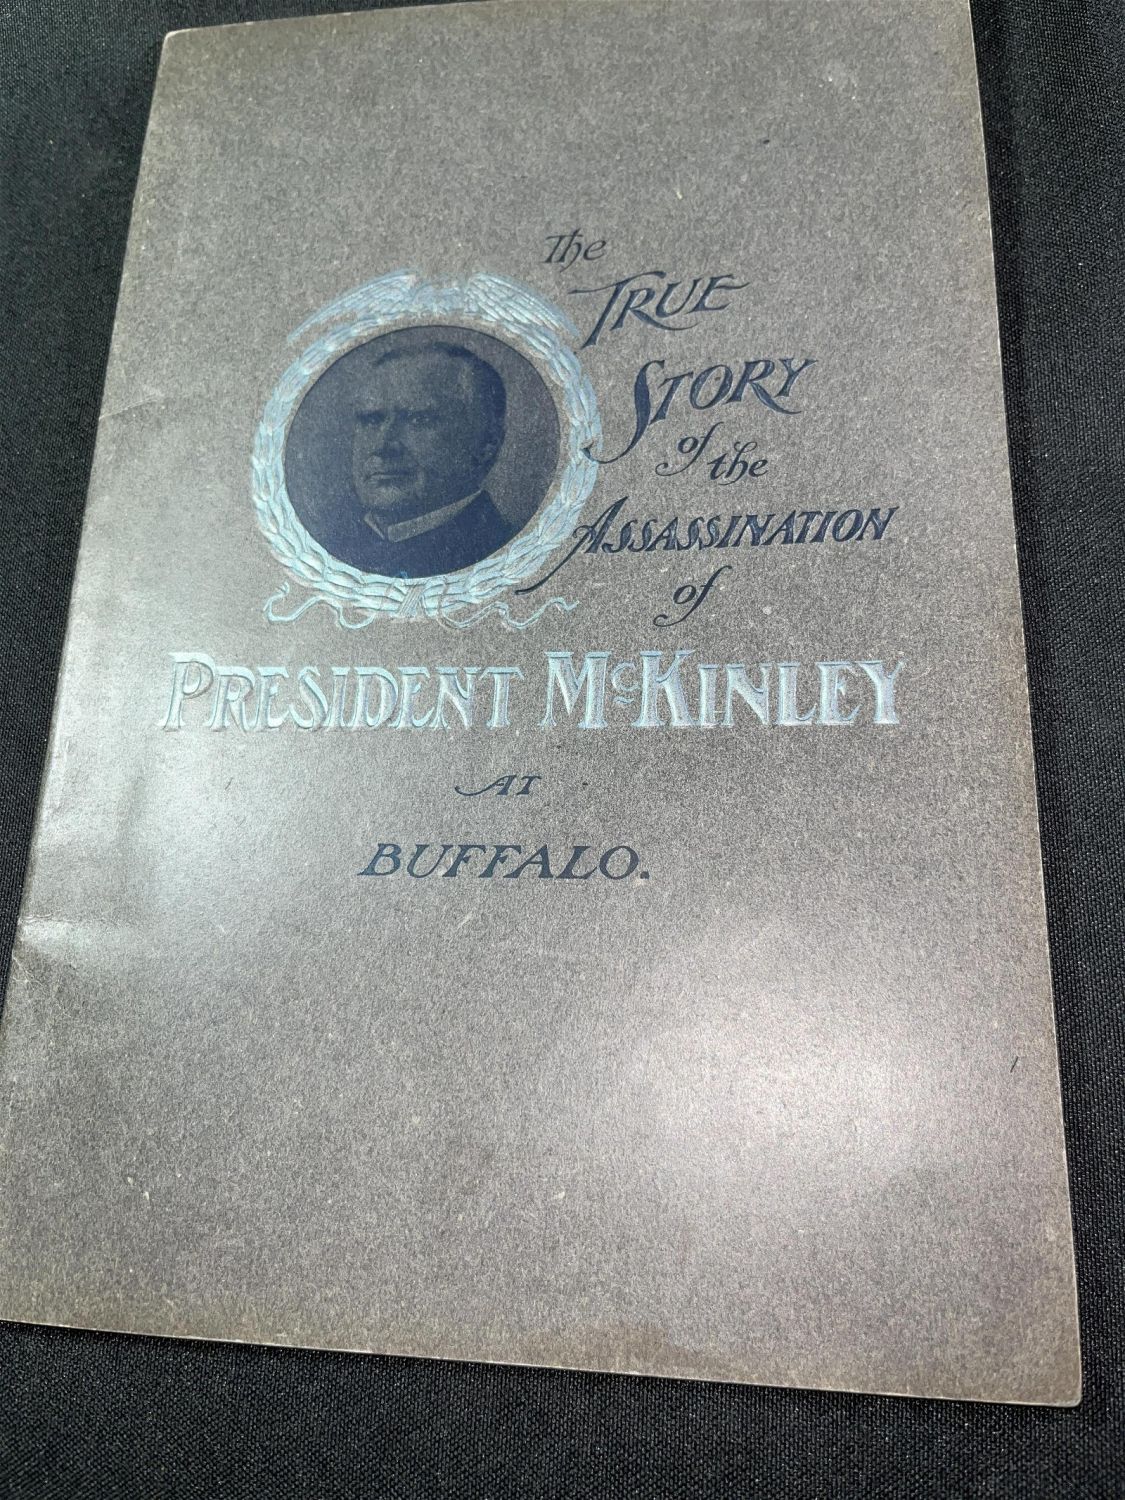 The
TRUE
STORY
of the
ASSASSINATION
of
PRESIDENT McKINLEY
AT
BUFFALO.